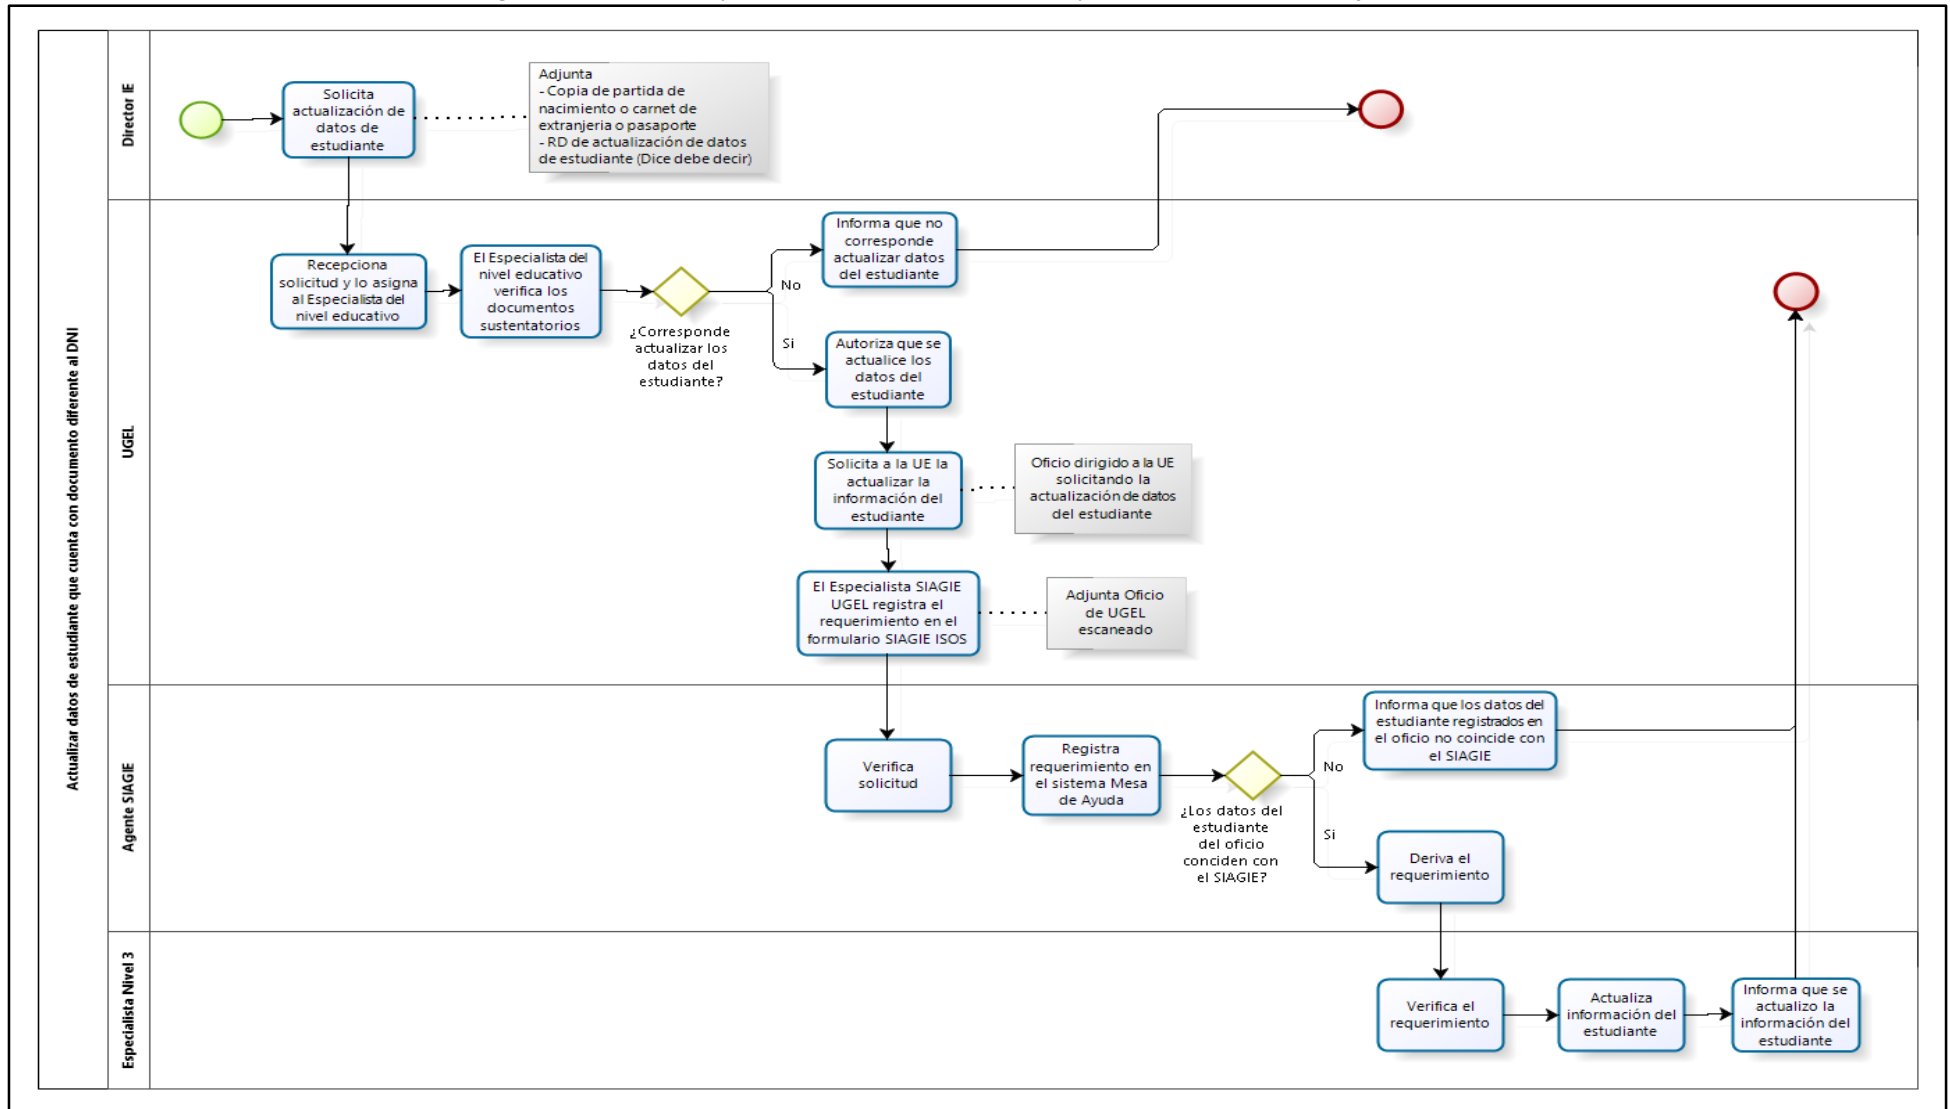 Actualizar datos de estudiante que cuenta con documento diferente al DNI
Director IE
Solicita
actualización de
datos de
estudiante
Adjunta
- Copia de partida de
nacimiento o carnet de
extranjeria o pasaporte
- RD de actualización de datos
de estudiante (Dice debe decir)
UGEL
Recepciona
solicitud y lo asigna
al Especialista del
nivel educativo
El Especialista del
nivel educativo
verifica los
documentos
sustentatorios
¿Corresponde
actualizar los
datos del
estudiante?
No
Informa que no
corresponde
actualizar datos
del estudiante
Si
Autoriza que se
actualice los
datos del
estudiante
Solicita a la UE la
actualizar la
información del
estudiante
Oficio dirigido a la UE
solicitando la
actualización de datos
del estudiante
El Especialista SIAGIE
UGEL registra el
requerimiento en el
formulario SIAGIE ISOS
Adjunta Oficio
de UGEL
escaneado
Agente SIAGIE
Verifica
solicitud
Registra
requerimiento en
el sistema Mesa
de Ayuda
¿Los datos del
estudiante
del oficio
conciden con
el SIAGIE?
No
Informa que los datos del
estudiante registrados en
el oficio no coincide con
el SIAGIE
Si
Deriva el
requerimiento
Especialista Nivel 3
Verifica el
requerimiento
Actualiza
información del
estudiante
Informa que se
actualizo la
información del
estudiante